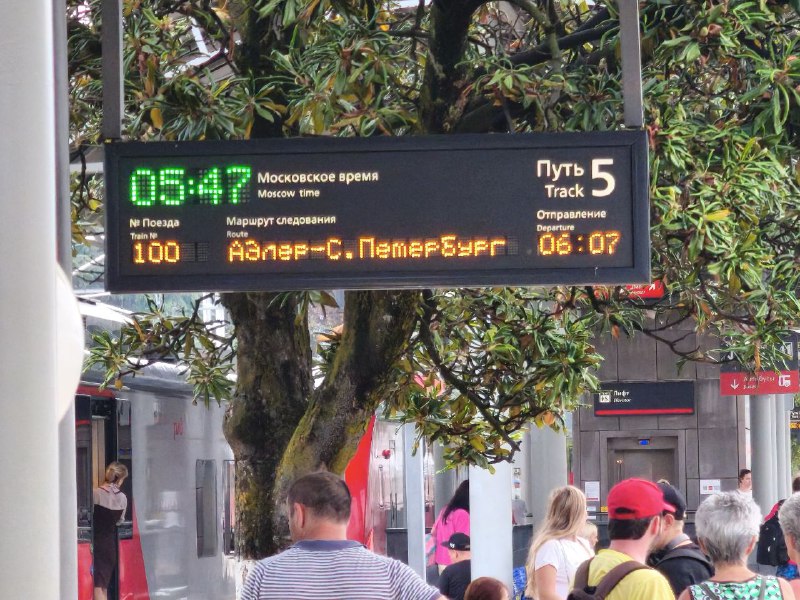 05:47 Московское время
Moscow time
Путь 5
Track
№ Поезда
Train №
100
Маршрут следования
Route
Адлер-С.Петербург
Отправление
Departure
06:07
Лифт